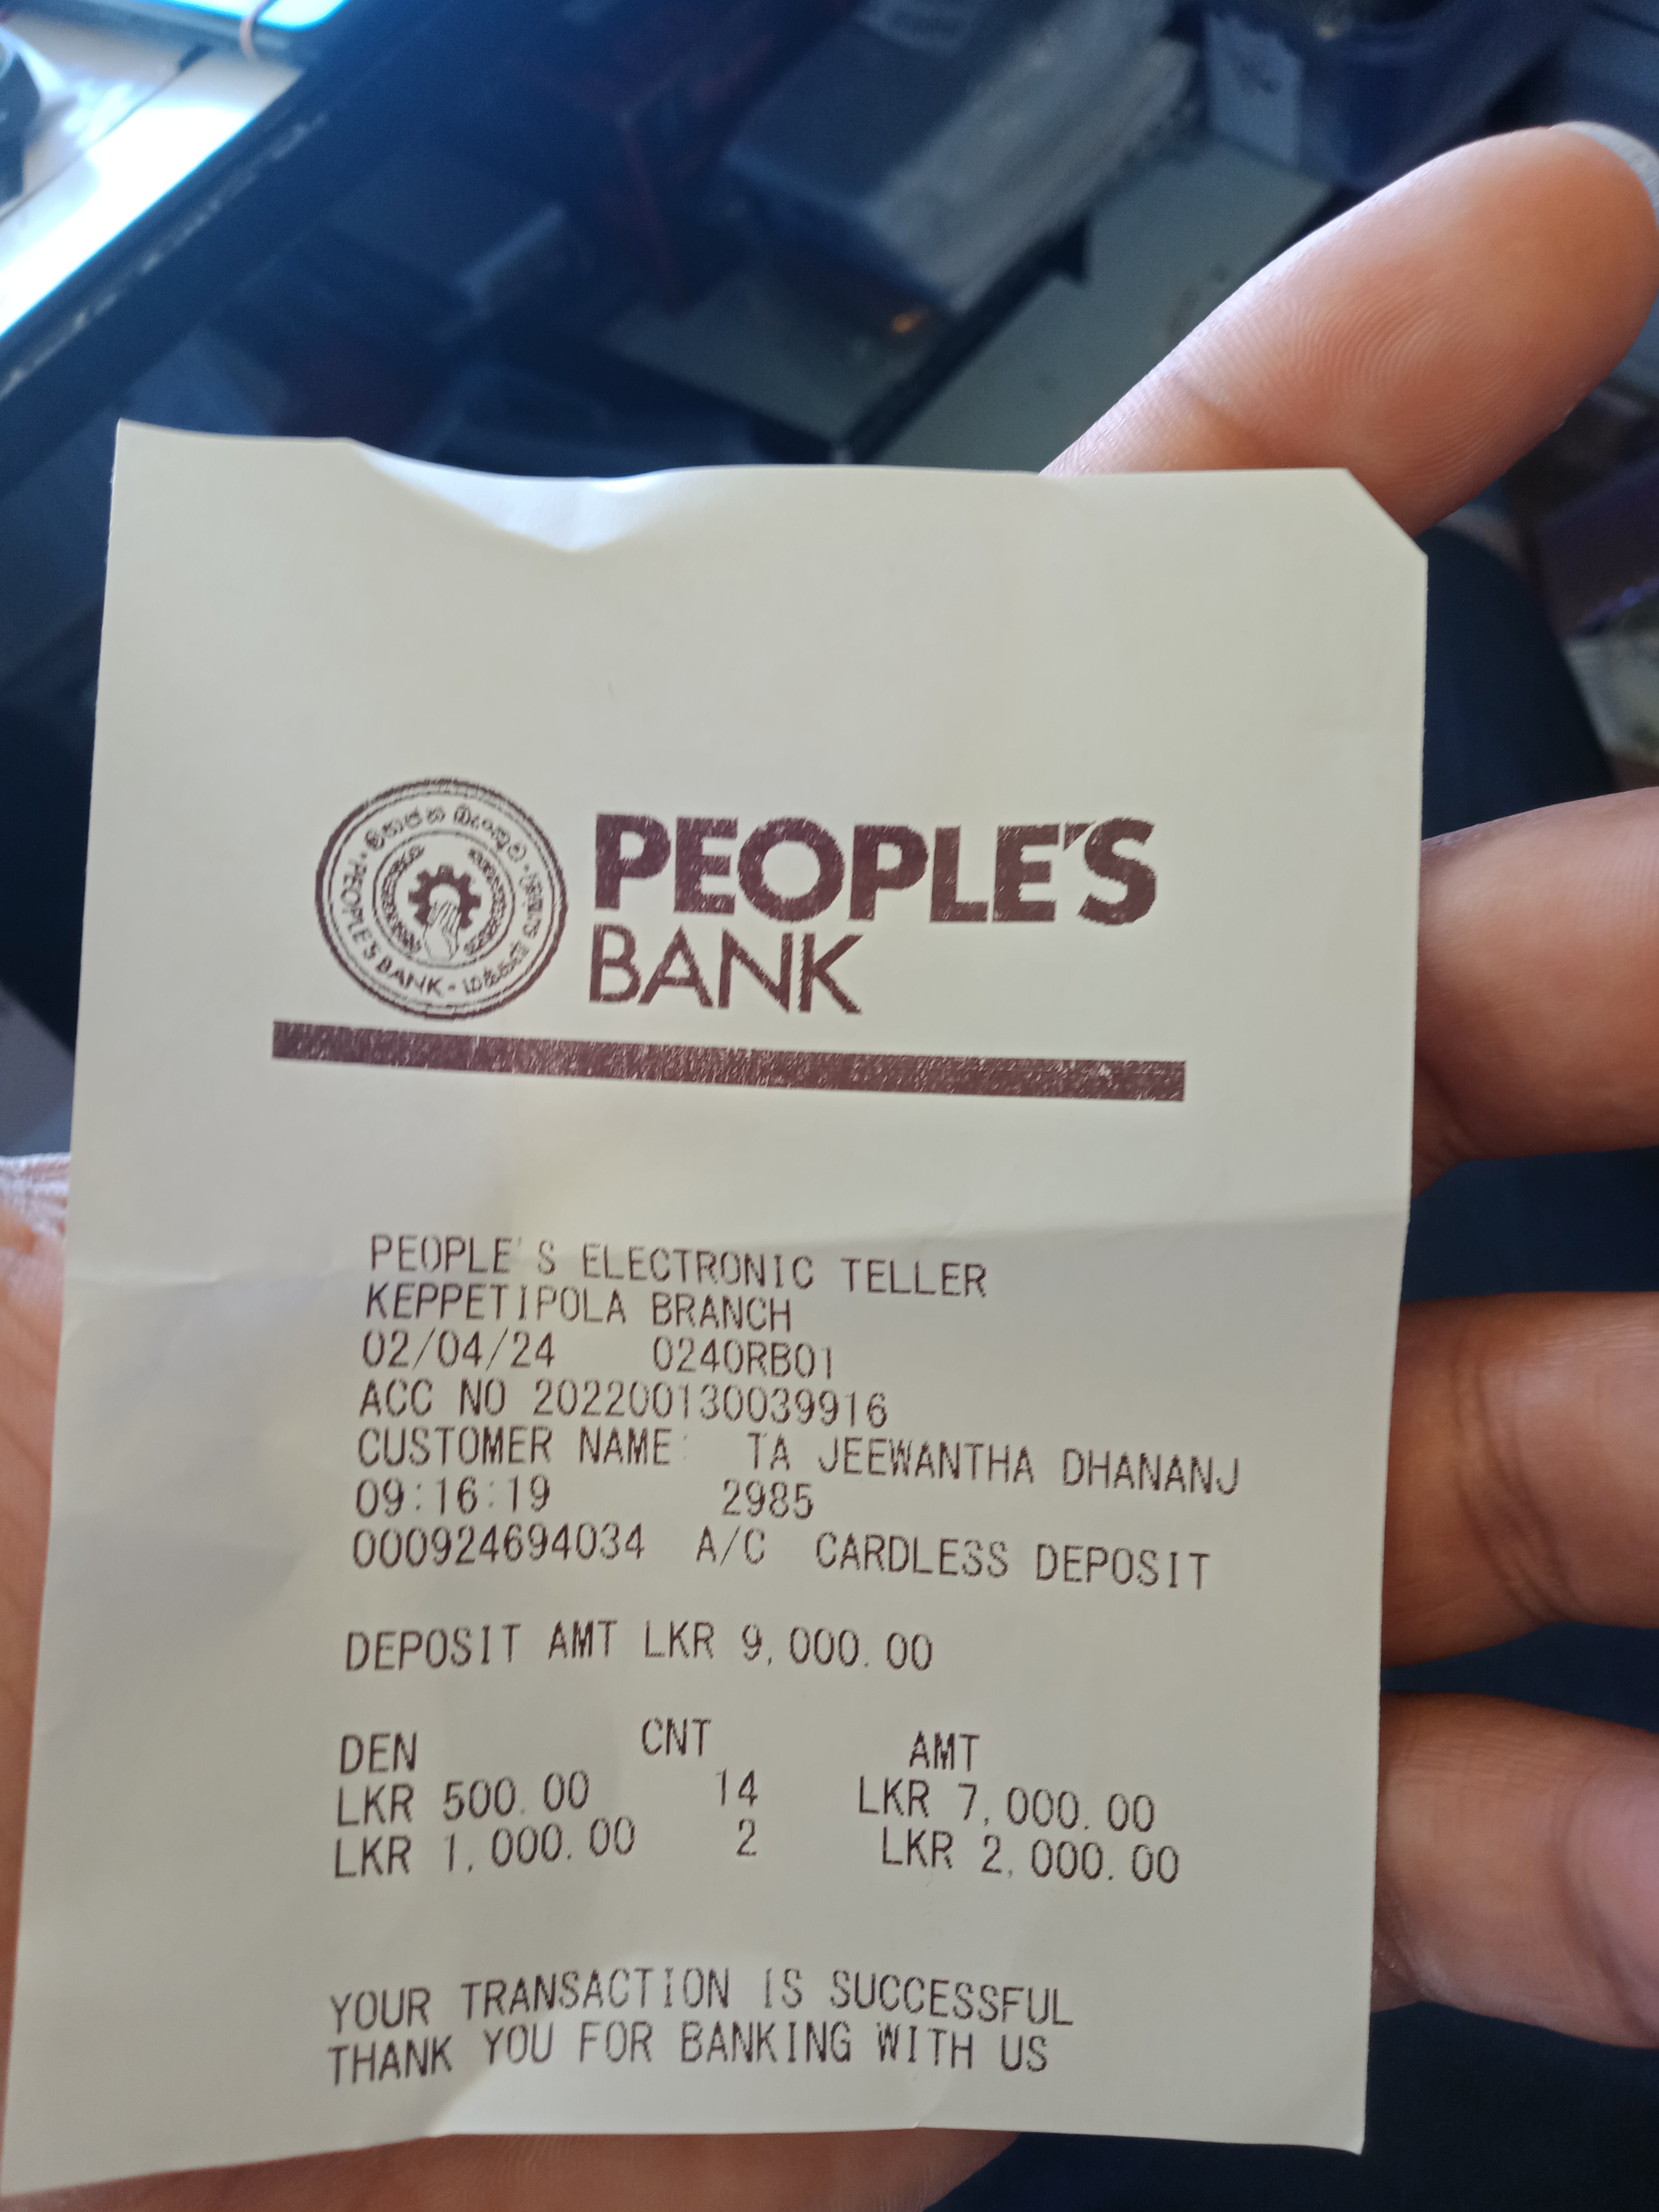 මහජන බැංකුව
PEOPLE'S BANK
PEOPLE'S
BANK
PEOPLE'S ELECTRONIC TELLER
KEPPETIPOLA BRANCH
02/04/24 0240RB01
ACC NO 202200130039916
CUSTOMER NAME: TA JEEWANTHA DHANANJ
09:16:19 2985
000924694034 A/C CARDLESS DEPOSIT
DEPOSIT AMT LKR 9,000.00
DEN CNT AMT
LKR 500.00 14 LKR 7,000.00
LKR 1,000.00 2 LKR 2,000.00
YOUR TRANSACTION IS SUCCESSFUL
THANK YOU FOR BANKING WITH US